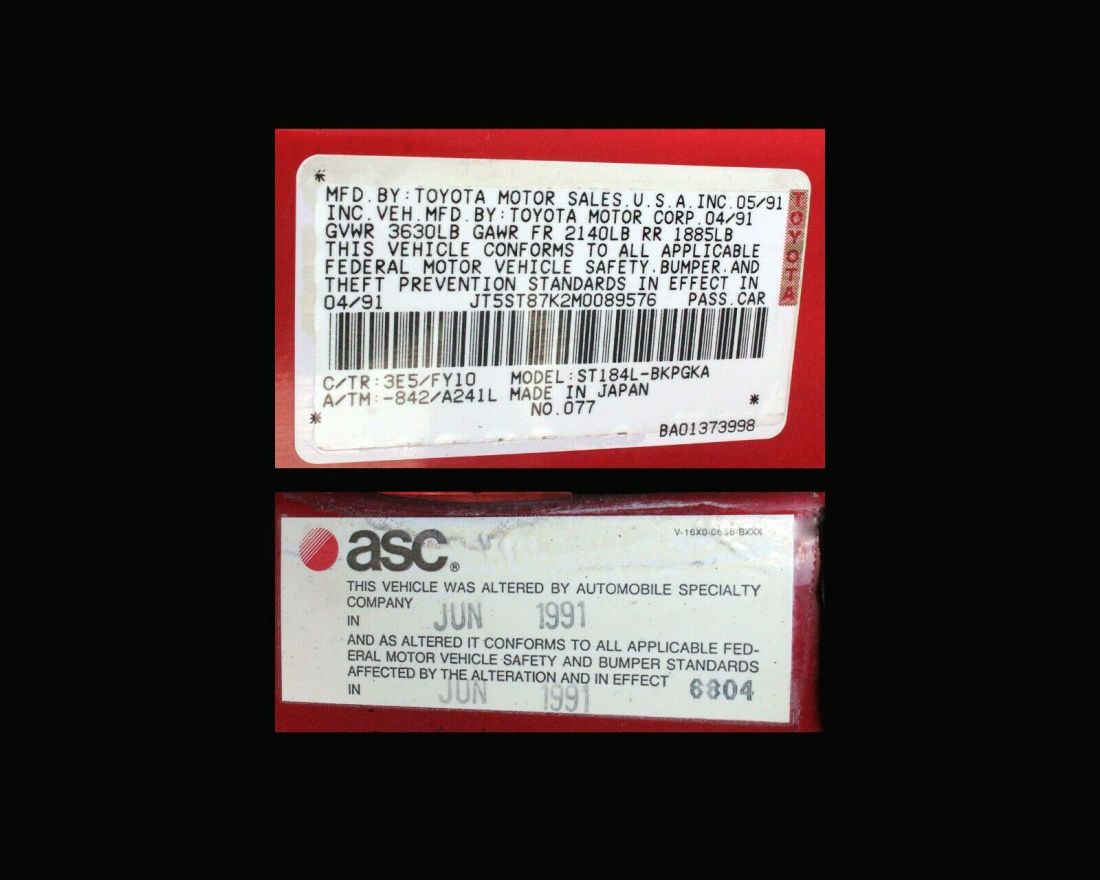 MFD.BY:TOYOTA MOTOR SALES.U.S.A.INC.05/91
INC.VEH.MFD.BY:TOYOTA MOTOR CORP.04/91
GVWR 3630LB GAWR FR 2140LB RR 1885LB
THIS VEHICLE CONFORMS TO ALL APPLICABLE
FEDERAL MOTOR VEHICLE SAFETY.BUMPER.AND
THEFT PREVENTION STANDARDS IN EFFECT IN
04/91 JT5ST87K2M0089576 PASS.CAR
TOYOTA
C/TR:3E5/FY10 MODEL:ST184L-BKPGKA
A/TM:-842/A241L MADE IN JAPAN
NO.077
BA01373998
asc®
THIS VEHICLE WAS ALTERED BY AUTOMOBILE SPECIALTY
COMPANY
IN JUN 1991
AND AS ALTERED IT CONFORMS TO ALL APPLICABLE FED-
ERAL MOTOR VEHICLE SAFETY AND BUMPER STANDARDS
AFFECTED BY THE ALTERATION AND IN EFFECT 6804
IN JUN 1991